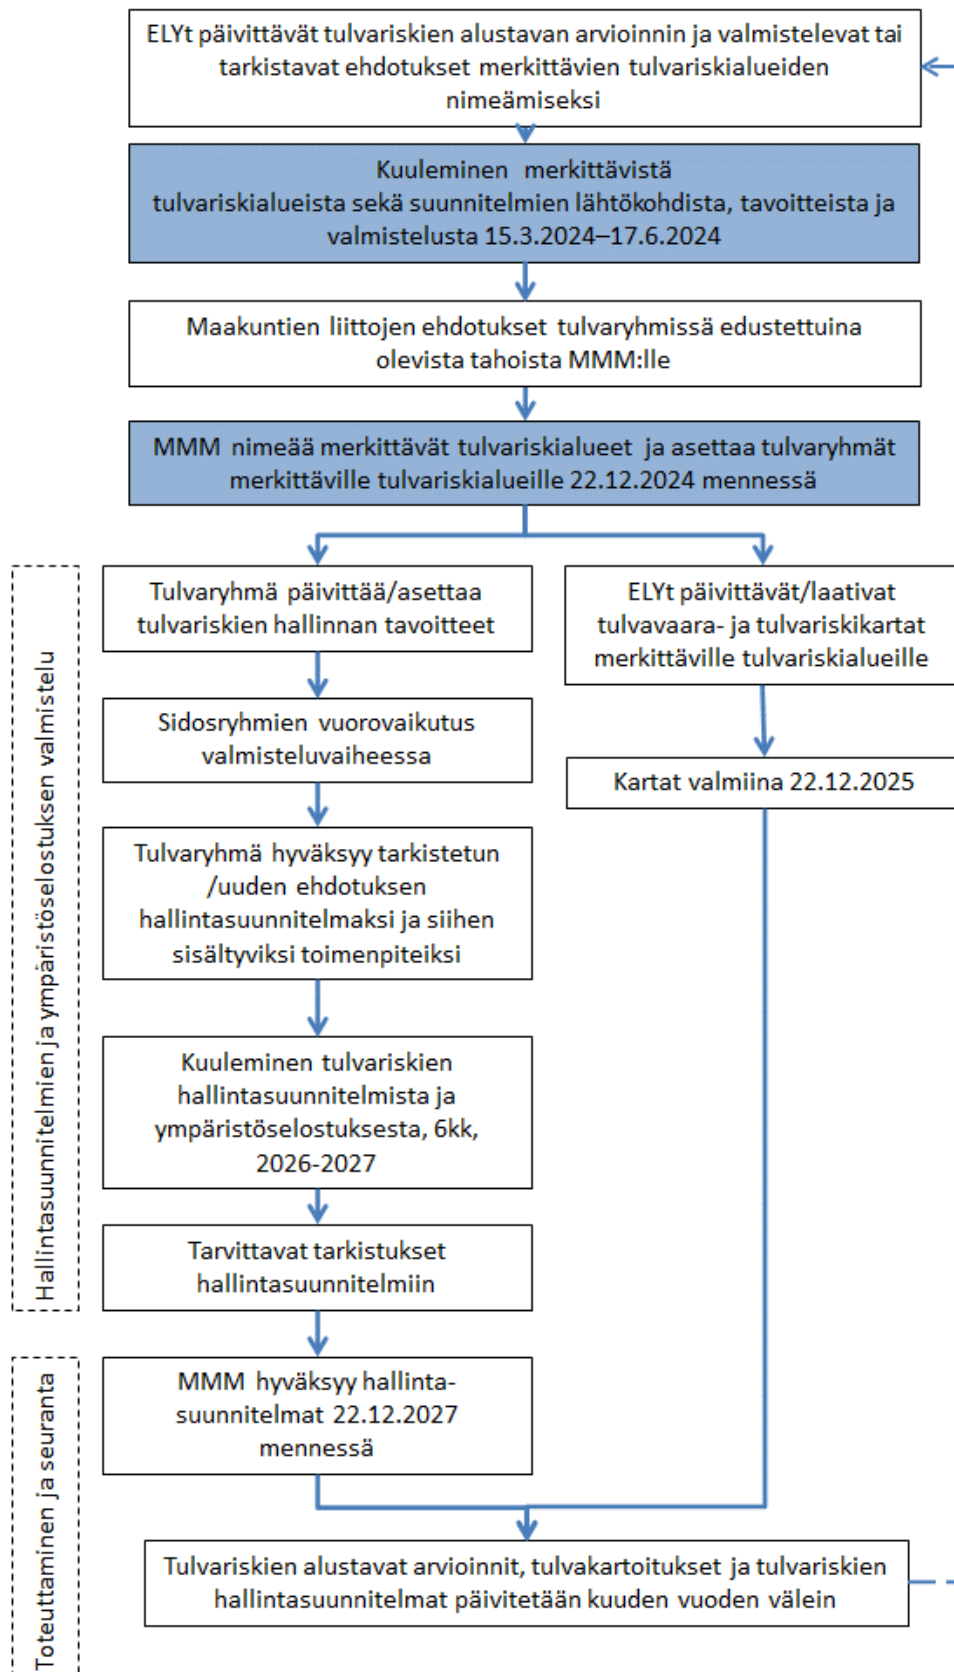 ELYt päivittävät tulvariskien alustavan arvioinnin ja valmistelevat tai
tarkistavat ehdotukset merkittävien tulvariskialueiden
nimeämiseksi
Kuuleminen merkittävistä
tulvariskialueista sekä suunnitelmien lähtökohdista, tavoitteista ja
valmistelusta 15.3.2024–17.6.2024
Maakuntien liittojen ehdotukset tulvaryhmissä edustettuina
olevista tahoista MMM:lle
MMM nimeää merkittävät tulvariskialueet ja asettaa tulvaryhmät
merkittäville tulvariskialueille 22.12.2024 mennessä
Hallintasuunnitelmien ja ympäristöselostuksen valmistelu
Tulvaryhmä päivittää/asettaa
tulvariskien hallinnan tavoitteet
Sidosryhmien vuorovaikutus
valmisteluvaiheessa
Tulvaryhmä hyväksyy tarkistetun
/uuden ehdotuksen
hallintasuunnitelmaksi ja siihen
sisältyviksi toimenpiteiksi
Kuuleminen tulvariskien
hallintasuunnitelmista ja
ympäristöselostuksesta, 6kk,
2026-2027
Tarvittavat tarkistukset
hallintasuunnitelmiin
ELYt päivittävät/laativat
tulvavaara- ja tulvariskikartat
merkittäville tulvariskialueille
Kartat valmiina 22.12.2025
Toteuttaminen ja seuranta
MMM hyväksyy hallinta-
suunnitelmat 22.12.2027
mennessä
Tulvariskien alustavat arvioinnit, tulvakartoitukset ja tulvariskien
hallintasuunnitelmat päivitetään kuuden vuoden välein